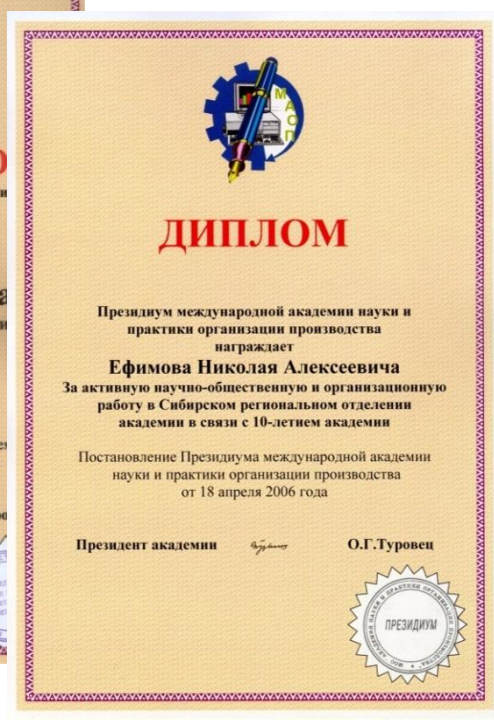 МАОП
ДИПЛОМ
Президиум международной академии науки и
практики организации производства
награждает
Ефимова Николая Алексеевича
За активную научно-общественную и организационную
работу в Сибирском региональном отделении
академии в связи с 10-летием академии
Постановление Президиума международной академии
науки и практики организации производства
от 18 апреля 2006 года
Президент академии О.Г.Туровец
ПРЕЗИДИУМ